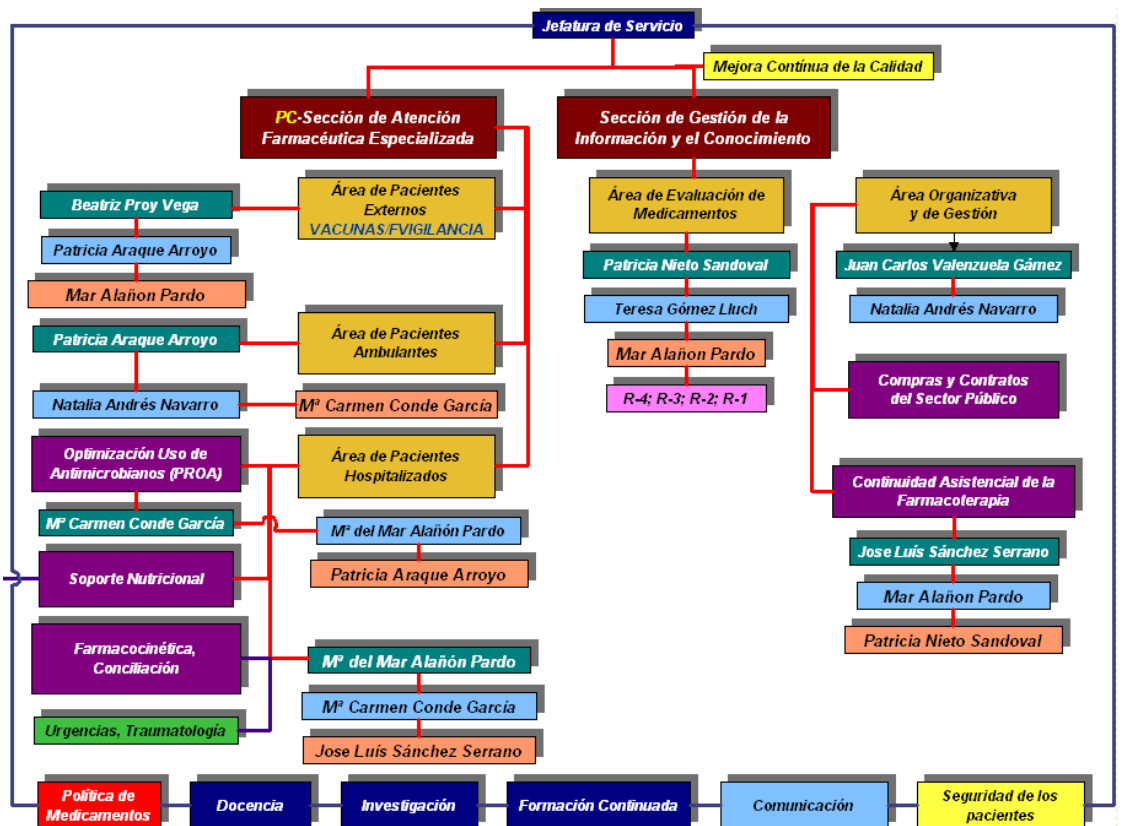 Jefatura de Servicio
Mejora Contínua de la Calidad
PC-Sección de Atención
Farmacéutica Especializada
Sección de Gestión de la
Información y el Conocimiento
Beatriz Proy Vega
Patricia Araque Arroyo
Mar Alañon Pardo
Área de Pacientes
Externos
VACUNAS/FVIGILANCIA
Patricia Araque Arroyo
Área de Pacientes
Ambulantes
Natalia Andrés Navarro
Mª Carmen Conde García
Optimización Uso de
Antimicrobianos (PROA)
Área de Pacientes
Hospitalizados
Mª Carmen Conde García
Mª del Mar Alañón Pardo
Patricia Araque Arroyo
Soporte Nutricional
Farmacocinética,
Conciliación
Mª del Mar Alañón Pardo
Mª Carmen Conde García
Jose Luís Sánchez Serrano
Urgencias, Traumatología
Área de Evaluación de
Medicamentos
Patricia Nieto Sandoval
Teresa Gómez Lluch
Mar Alañon Pardo
R-4; R-3; R-2; R-1
Área Organizativa
y de Gestión
Juan Carlos Valenzuela Gámez
Natalia Andrés Navarro
Compras y Contratos
del Sector Público
Continuidad Asistencial de la
Farmacoterapia
Jose Luís Sánchez Serrano
Mar Alañon Pardo
Patricia Nieto Sandoval
Política de
Medicamentos
Docencia
Investigación
Formación Continuada
Comunicación
Seguridad de los
pacientes